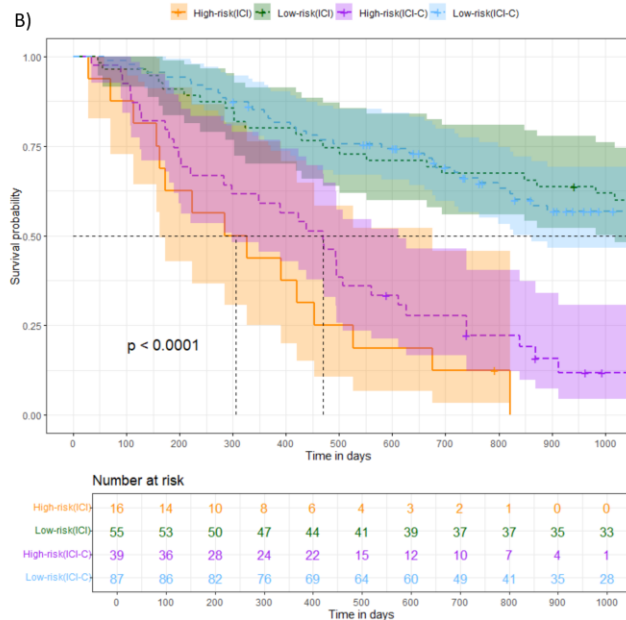 B)
High-risk(ICI) Low-risk(ICI) High-risk(ICI-C) Low-risk(ICI-C)
Survival probability
1.00
0.75
0.50
0.25
0.00
p < 0.0001
0 100 200 300 400 500 600 700 800 900 1000
Time in days
Number at risk
High-risk(ICI) 16 14 10 8 6 4 3 2 1 0 0
Low-risk(ICI) 55 53 50 47 44 41 39 37 37 35 33
High-risk(ICI-C) 39 36 28 24 22 15 12 10 7 4 1
Low-risk(ICI-C) 87 86 82 76 69 64 60 49 41 35 28
0 100 200 300 400 500 600 700 800 900 1000
Time in days